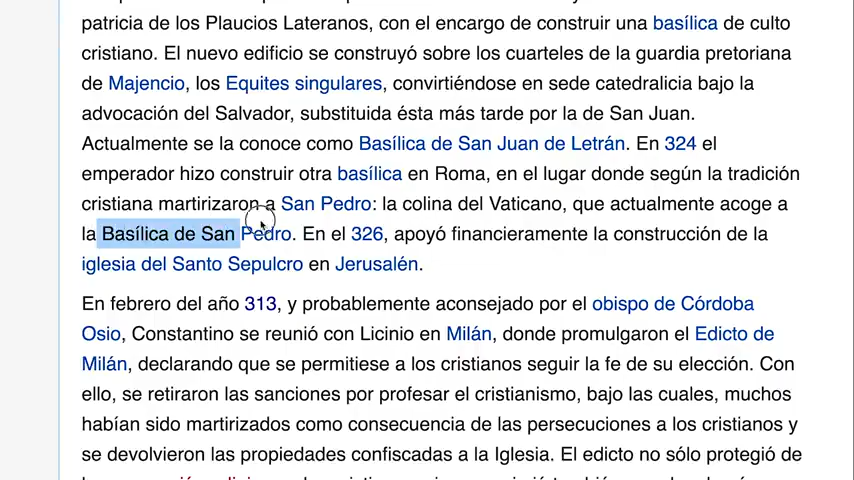 patricia de los Plaucios Lateranos, con el encargo de construir una basílica de culto
cristiano. El nuevo edificio se construyó sobre los cuarteles de la guardia pretoriana
de Majencio, los Equites singulares, convirtiéndose en sede catedralicia bajo la
advocación del Salvador, substituida ésta más tarde por la de San Juan.
Actualmente se la conoce como Basílica de San Juan de Letrán. En 324 el
emperador hizo construir otra basílica en Roma, en el lugar donde según la tradición
cristiana martirizaron a San Pedro: la colina del Vaticano, que actualmente acoge a
la Basílica de San Pedro. En el 326, apoyó financieramente la construcción de la
iglesia del Santo Sepulcro en Jerusalén.
En febrero del año 313, y probablemente aconsejado por el obispo de Córdoba
Osio, Constantino se reunió con Licinio en Milán, donde promulgaron el Edicto de
Milán, declarando que se permitiese a los cristianos seguir la fe de su elección. Con
ello, se retiraron las sanciones por profesar el cristianismo, bajo las cuales, muchos
habían sido martirizados como consecuencia de las persecuciones a los cristianos y
se devolvieron las propiedades confiscadas a la Iglesia. El edicto no sólo protegió de